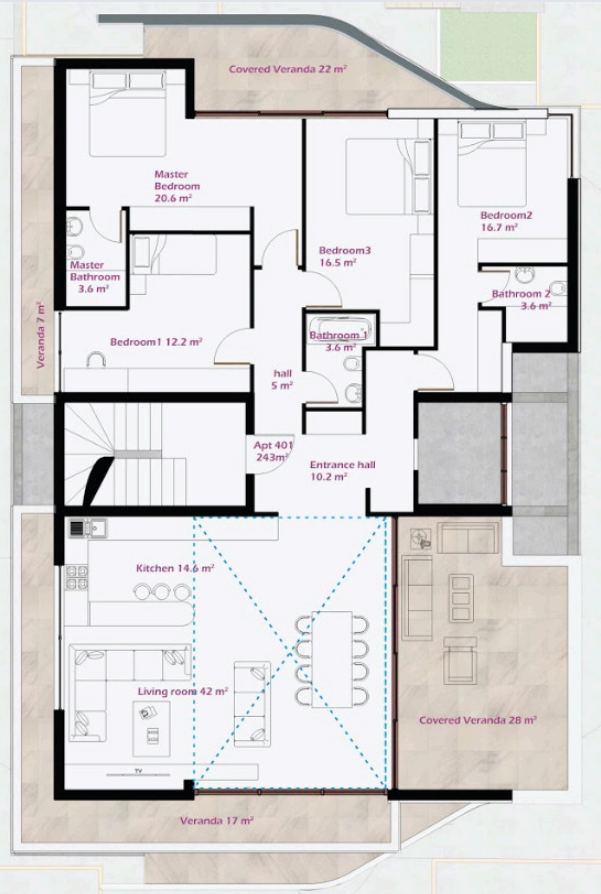 Covered Veranda 22 m²
Master
Bedroom
20.6 m²
Bedroom2
16.7 m²
Bedroom3
16.5 m²
Master
Bathroom
3.6 m²
Bathroom 2
3.6 m²
Veranda 7 m²
Bedroom1 12.2 m²
Bathroom 1
3.6 m²
hall
5 m²
Apt 401
243m²
Entrance hall
10.2 m²
Kitchen 14.6 m²
Living room 42 m²
Covered Veranda 28 m²
TV
Veranda 17 m²